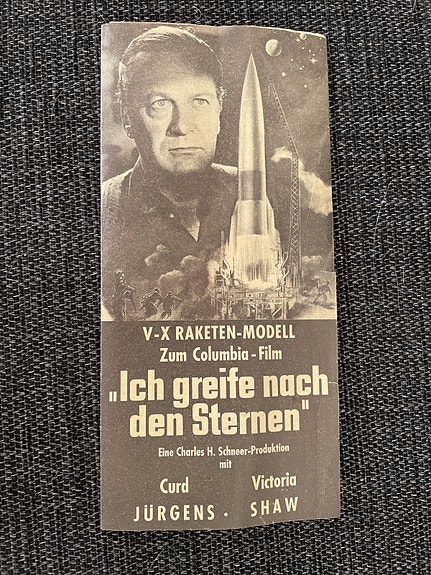 V-X RAKETEN-MODELL
Zum Columbia-Film
„Ich greife nach
den Sternen"
Eine Charles H. Schneer-Produktion
mit
Curd Victoria
JÜRGENS · SHAW